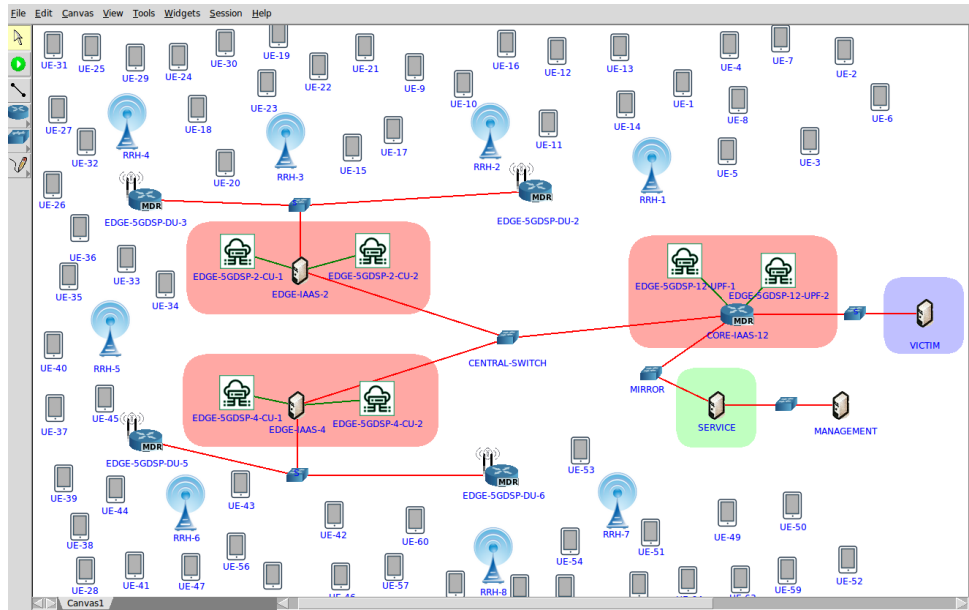 File Edit Canvas View Tools Widgets Session Help
UE-31
UE-25
UE-29
UE-24
UE-30
UE-19
UE-22
UE-21
UE-9
UE-16
UE-12
UE-13
UE-4
UE-7
UE-2
UE-27
UE-32
UE-18
UE-23
UE-10
UE-14
UE-1
UE-8
UE-6
RRH-4
UE-20
RRH-3
UE-15
UE-17
RRH-2
UE-11
RRH-1
UE-5
UE-3
UE-26
MDR
EDGE-5GDSP-DU-3
MDR
EDGE-5GDSP-DU-2
S
UE-36
UE-33
UE-35
UE-34
EDGE-5GDSP-2-CU-1
EDGE-5GDSP-2-CU-2
EDGE-IAAS-2
EDGE-5GDSP-12-UPF-1
EDGE-5GDSP-12-UPF-2
MDR
CORE-IAAS-12
S
VICTIM
UE-40
RRH-5
CENTRAL-SWITCH
MIRROR
UE-37
UE-45
EDGE-5GDSP-4-CU-1
EDGE-IAAS-4
EDGE-5GDSP-4-CU-2
SERVICE
MANAGEMENT
MDR
EDGE-5GDSP-DU-5
S
MDR
EDGE-5GDSP-DU-6
UE-53
UE-39
UE-44
UE-43
UE-38
RRH-6
UE-42
UE-60
RRH-7
UE-51
UE-49
UE-50
UE-28
UE-41
UE-47
UE-56
UE-57
RRH-8
UE-54
UE-59
UE-52
Canvas1